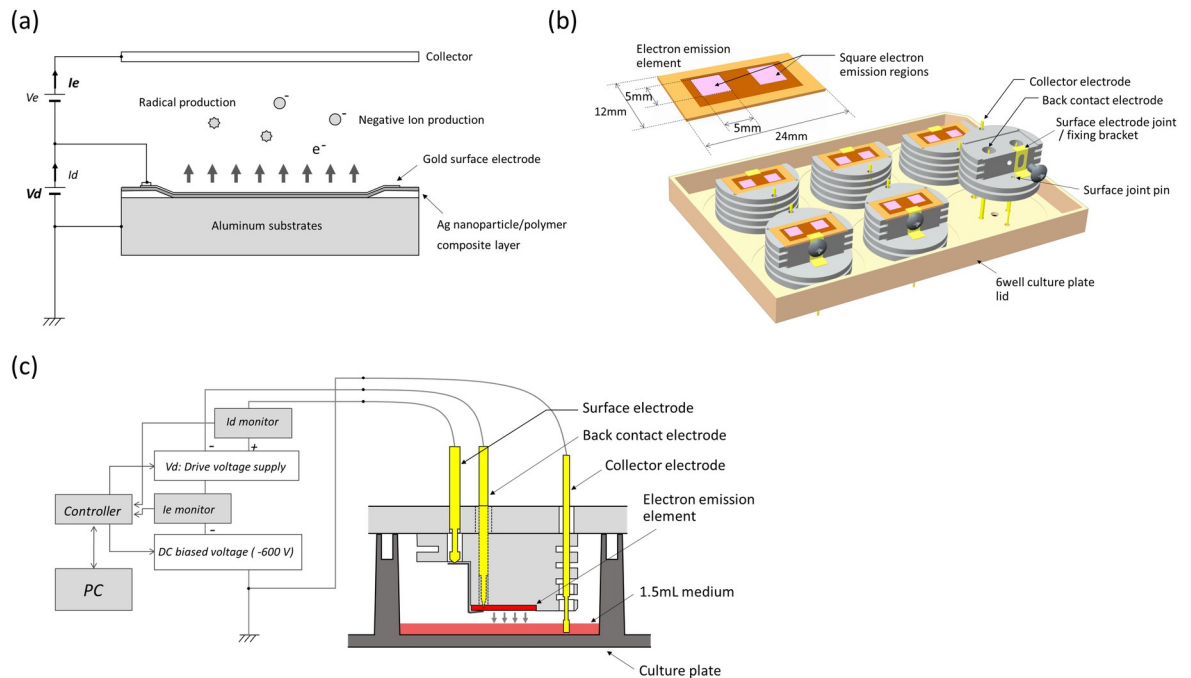 (a)
Collector
Ie
Ve
Radical production
Negative Ion production
e⁻
Id
Gold surface electrode
Vd
Aluminum substrates
Ag nanoparticle/polymer
composite layer
(b)
Electron emission
element
Square electron
emission regions
5mm
12mm
5mm
24mm
Collector electrode
Back contact electrode
Surface electrode joint
/ fixing bracket
Surface joint pin
6well culture plate
lid
(c)
Id monitor
- +
Vd: Drive voltage supply
Controller
Ie monitor
-
DC biased voltage ( -600 V)
PC
Surface electrode
Back contact electrode
Collector electrode
Electron emission
element
1.5mL medium
Culture plate